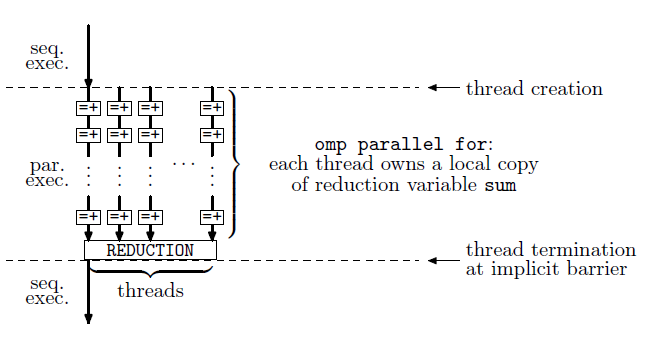 seq.
exec.
thread creation
=+ =+ =+ =+
=+ =+ =+ =+
omp parallel for:
each thread owns a local copy
of reduction variable sum
par.
exec.
...
=+ =+ =+ =+
REDUCTION
thread termination
at implicit barrier
seq.
exec.
threads